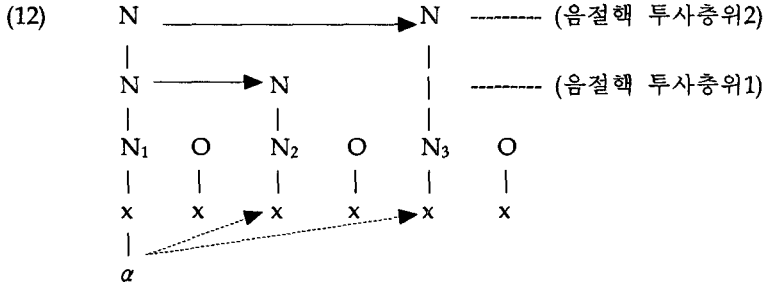 (12) N N -------- (음절핵 투사층위2)
N N -------- (음절핵 투사층위1)
N₁ O N₂ O N₃ O
x x x x x x
α